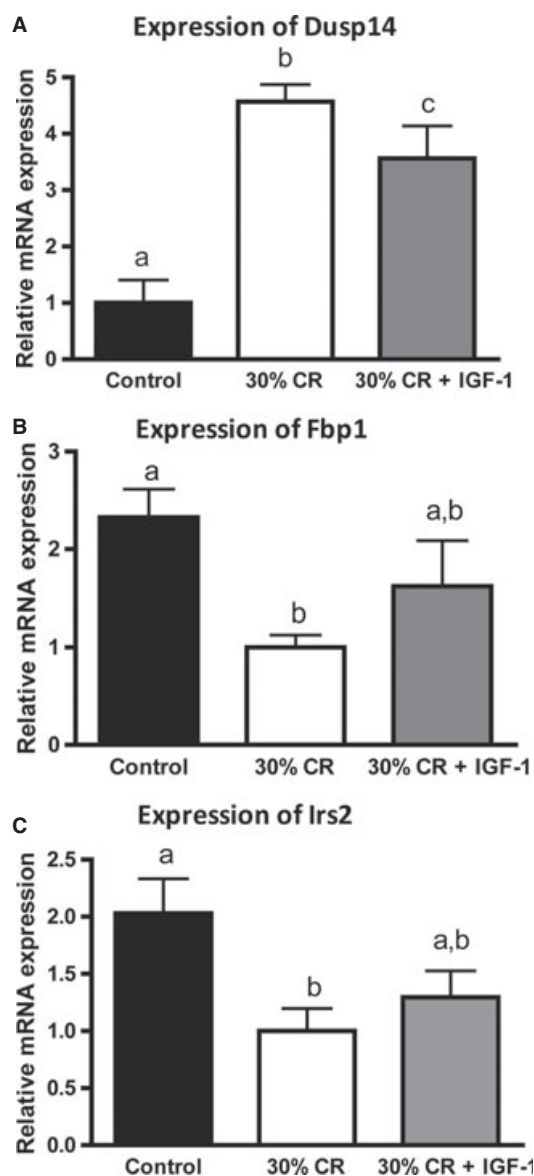 A
Expression of Dusp14
Relative mRNA expression
5
4
3
2
1
0
a
b
c
Control 30% CR 30% CR + IGF-1
B
Expression of Fbp1
Relative mRNA expression
3
2
1
0
a
b
a,b
Control 30% CR 30% CR + IGF-1
C
Expression of Irs2
Relative mRNA expression
2.5
2.0
1.5
1.0
0.5
0.0
a
b
a,b
Control 30% CR 30% CR + IGF-1